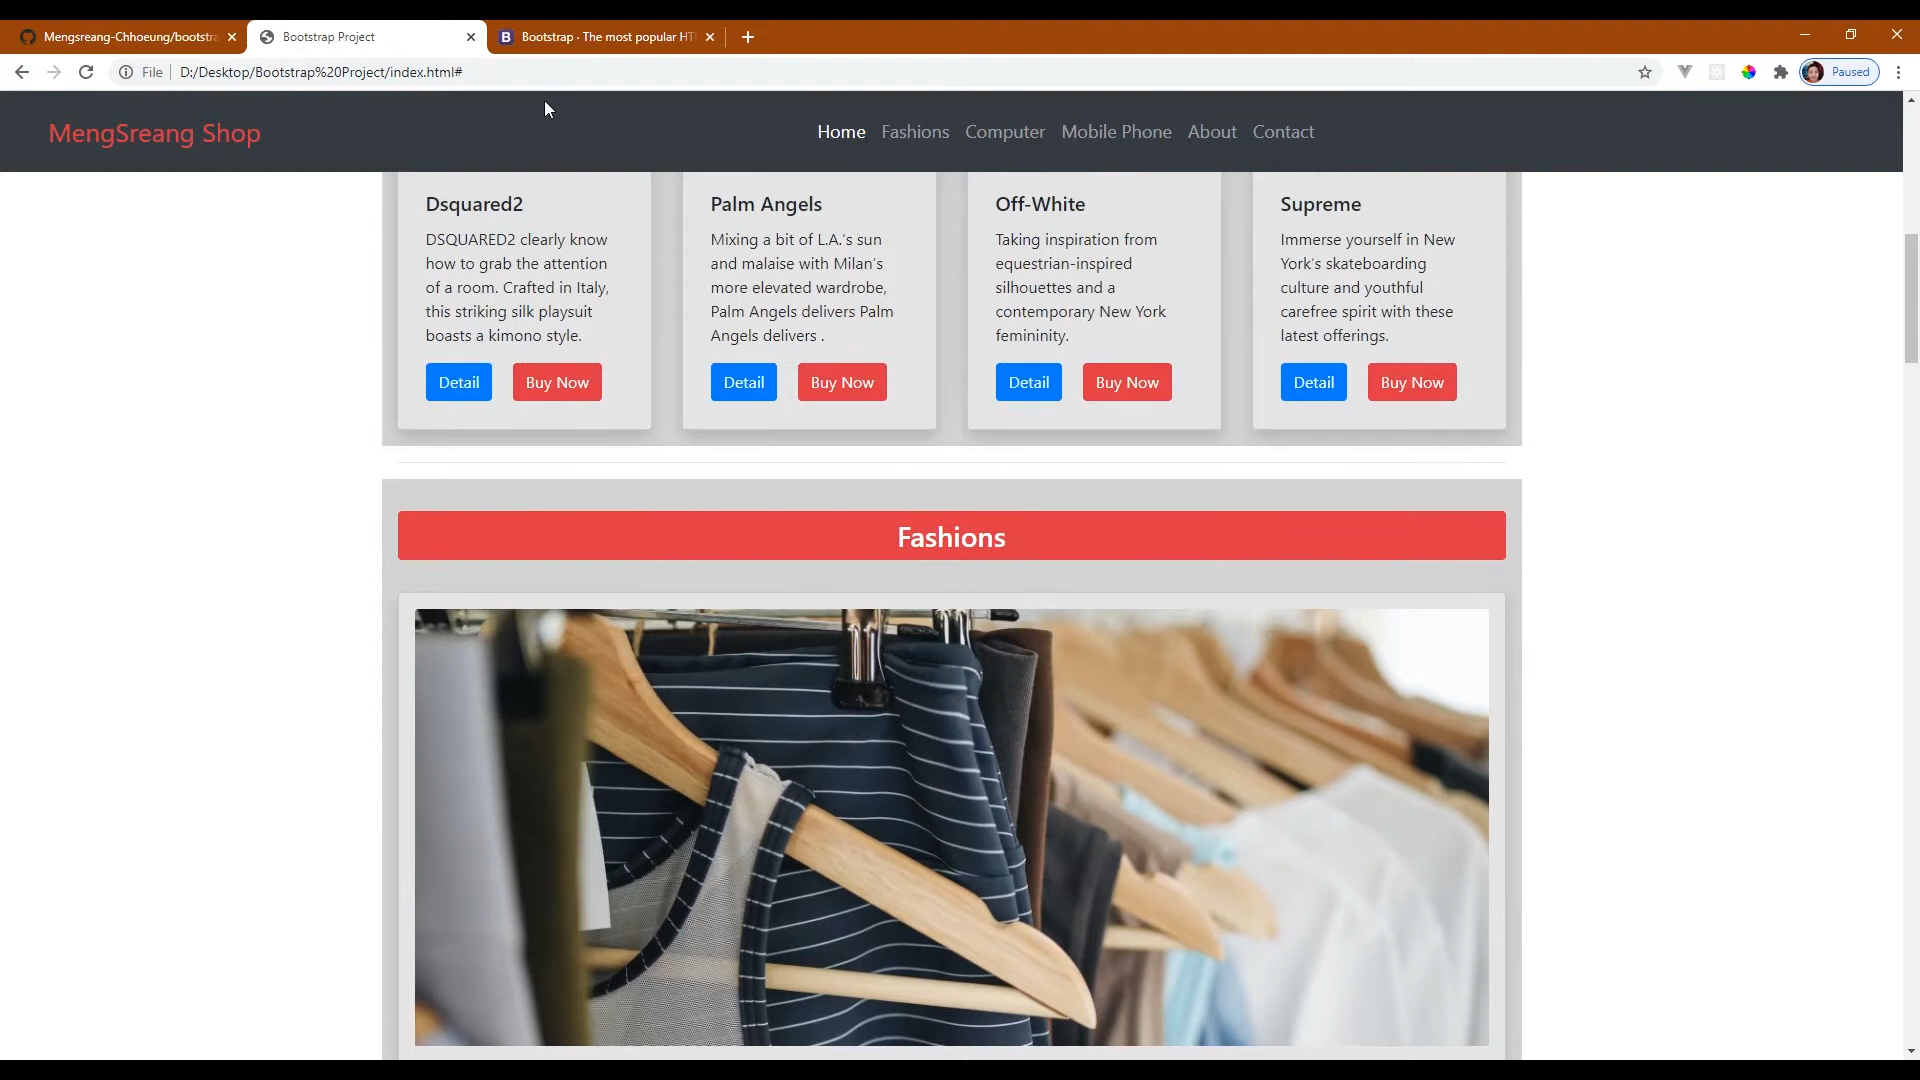 Mengsreang-Chhoeung/bootstra
Bootstrap Project
Bootstrap · The most popular HT
File
D:/Desktop/Bootstrap%20Project/index.html#
Paused
MengSreang Shop
Home Fashions Computer Mobile Phone About Contact
Dsquared2
DSQUARED2 clearly know
how to grab the attention
of a room. Crafted in Italy,
this striking silk playsuit
boasts a kimono style.
Detail Buy Now
Palm Angels
Mixing a bit of L.A.'s sun
and malaise with Milan's
more elevated wardrobe,
Palm Angels delivers Palm
Angels delivers .
Detail Buy Now
Off-White
Taking inspiration from
equestrian-inspired
silhouettes and a
contemporary New York
femininity.
Detail Buy Now
Supreme
Immerse yourself in New
York's skateboarding
culture and youthful
carefree spirit with these
latest offerings.
Detail Buy Now
Fashions